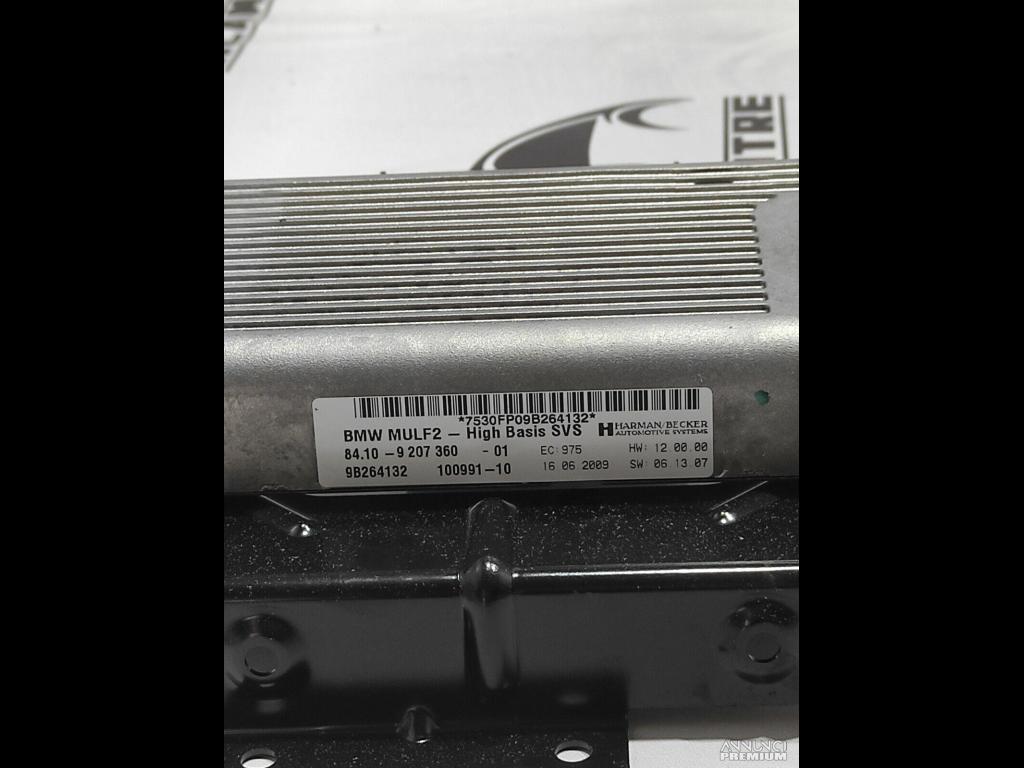 TRE
*7530FP09B264132*
BMW MULF2 – High Basis SVS
HARMAN/BECKER
AUTOMOTIVE SYSTEMS
84.10 – 9 207 360 - 01 EC: 975 HW: 12.00.00
9B264132 100991-10 16.06.2009 SW: 06.13.07
ANNUNCI
PREMIUM